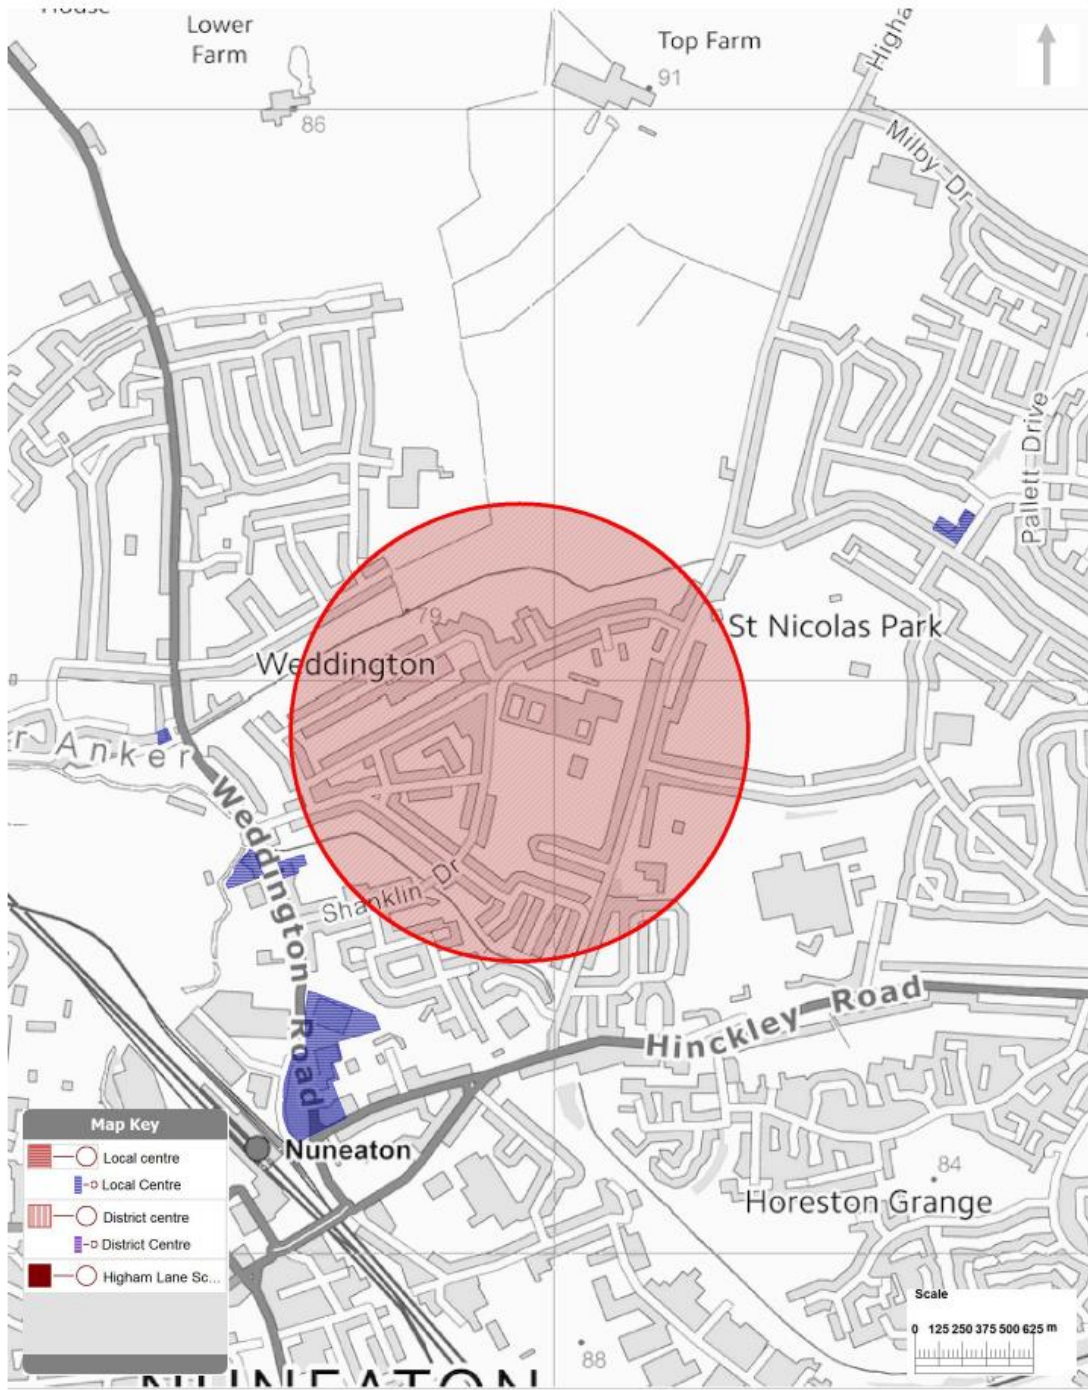 Lower
Farm
86
Top Farm
91
Milby Dr
Pallett Drive
79
St Nicolas Park
Weddington
r Anker
Weddington Road
Shanklin Dr
Hinckley Road
Nuneaton
84
Horeston Grange
88
NUNEATON
Map Key
Local centre
Local Centre
District centre
District Centre
Higham Lane Sc...
Scale
0 125 250 375 500 625 m